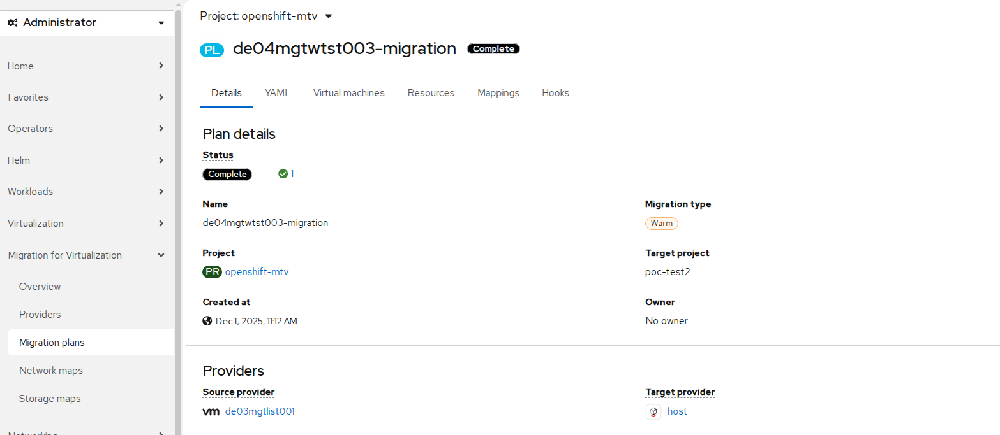 Administrator
Home
Favorites
Operators
Helm
Workloads
Virtualization
Migration for Virtualization
Overview
Providers
Migration plans
Network maps
Storage maps
Networking
Project: openshift-mtv
PL de04mgtwtst003-migration Complete
Details YAML Virtual machines Resources Mappings Hooks
Plan details
Status
Complete 1
Name
de04mgtwtst003-migration
Migration type
Warm
Project
PR openshift-mtv
Target project
poc-test2
Created at
Dec 1, 2025, 11:12 AM
Owner
No owner
Providers
Source provider
vm de03mgtlist001
Target provider
host